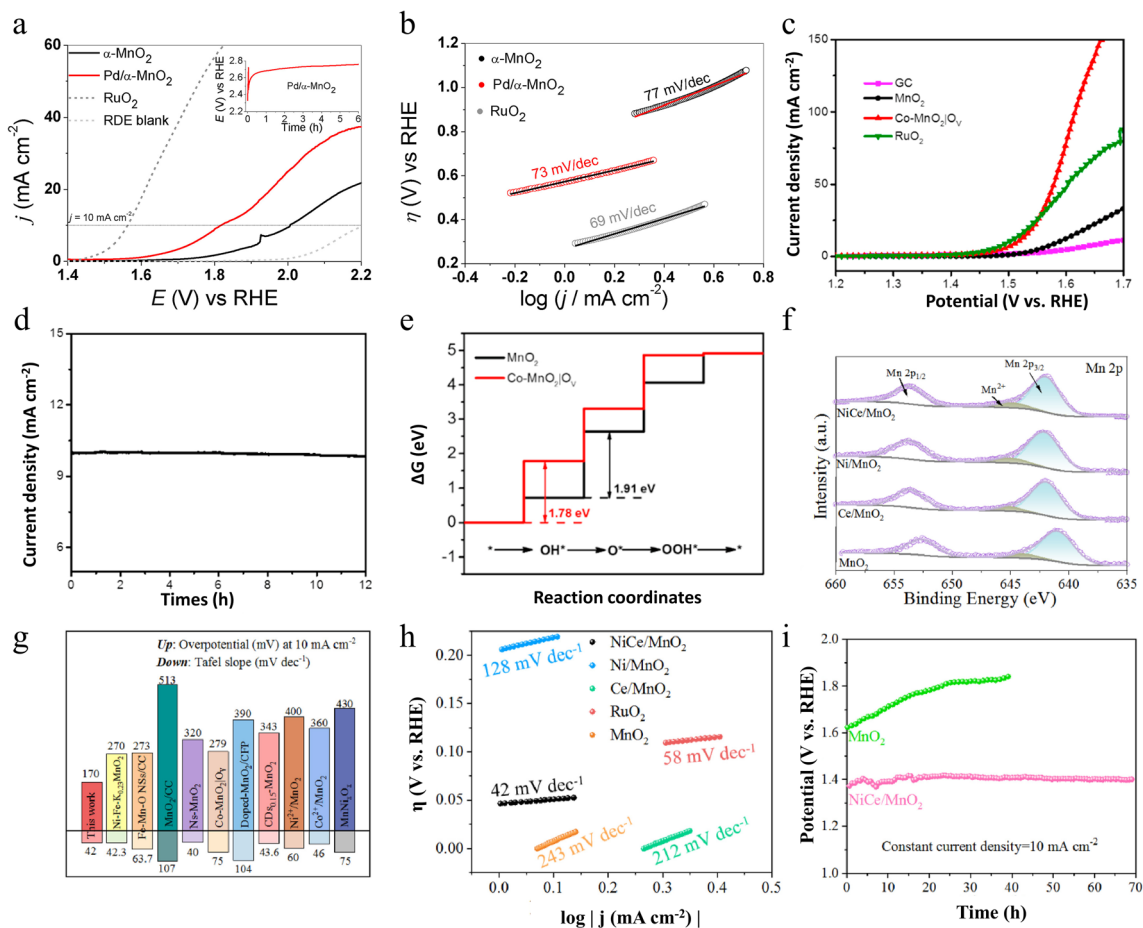 a
α-MnO2
Pd/α-MnO2
RuO2
RDE blank
j = 10 mA cm-2
j (mA cm-2)
E (V) vs RHE
60
40
20
0
1.4 1.6 1.8 2.0 2.2
E (V) vs RHE
2.8
2.6
2.4
2.2
Pd/α-MnO2
0 1 2 3 4 5 6
Time (h)
b
α-MnO2
Pd/α-MnO2
RuO2
77 mV/dec
73 mV/dec
69 mV/dec
η (V) vs RHE
1.2
1.0
0.8
0.6
0.4
0.2
-0.4 0.0 0.4 0.8
log (j / mA cm-2)
c
GC
MnO2
Co-MnO2|OV
RuO2
Current density (mA cm-2)
150
125
100
75
50
25
0
1.2 1.3 1.4 1.5 1.6 1.7
Potential (V vs. RHE)
d
Current density (mA cm-2)
15
12
9
6
0 2 4 6 8 10 12
Times (h)
e
MnO2
Co-MnO2|OV
ΔG (eV)
5
4
3
2
1
0
-1
1.78 eV
1.91 eV
* OH* O* OOH* *
Reaction coordinates
f
Mn 2p
Mn 2p1/2
Mn 2p3/2
Mn2+
NiCe/MnO2
Ni/MnO2
Ce/MnO2
MnO2
Intensity (a.u.)
660 655 650 645 640 635
Binding Energy (eV)
g
Up: Overpotential (mV) at 10 mA cm-2
Down: Tafel slope (mV dec-1)
170 270 273 513 320 279 390 343 400 360 430
This work
Ni-Fe-K0.23MnO2
Fe-Mn-O NSs/CC
MnO2/CC
Ns-MnO2
Co-MnO2|OV
Doped-MnO2/CFP
CDs0.15-MnO2
Ni2+/MnO2
Co2+/MnO2
MnNi2O4
42 42.3 63.7 107 40 75 104 43.6 60 46 75
h
NiCe/MnO2
Ni/MnO2
Ce/MnO2
RuO2
MnO2
128 mV dec-1
58 mV dec-1
42 mV dec-1
243 mV dec-1
212 mV dec-1
η (V vs. RHE)
0.20
0.15
0.10
0.05
0.00
0.0 0.1 0.2 0.3 0.4 0.5
log | j (mA cm-2) |
i
MnO2
NiCe/MnO2
Constant current density=10 mA cm-2
Potential (V vs. RHE)
2.0
1.8
1.6
1.4
1.2
1.0
0 10 20 30 40 50 60 70
Time (h)